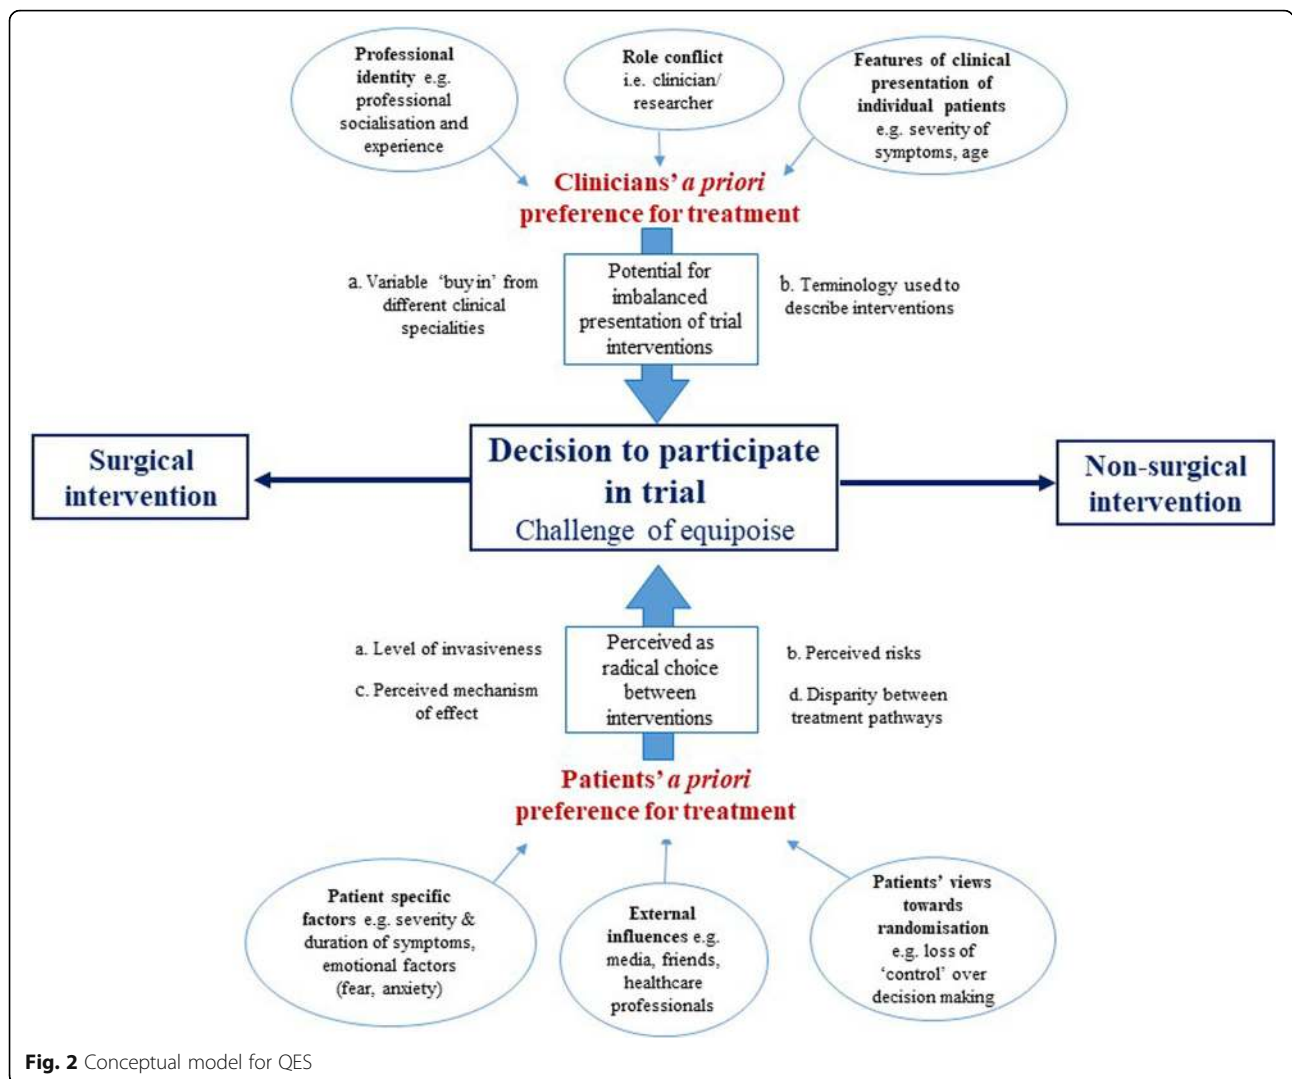 Professional
identity e.g.
professional
socialisation and
experience
Role conflict
i.e. clinician/
researcher
Features of clinical
presentation of
individual patients
e.g. severity of
symptoms, age
Clinicians' a priori
preference for treatment
a. Variable 'buy in' from
different clinical
specialities
Potential for
imbalanced
presentation of trial
interventions
b. Terminology used to
describe interventions
Surgical
intervention
Decision to participate
in trial
Challenge of equipoise
Non-surgical
intervention
a. Level of invasiveness
c. Perceived mechanism
of effect
Perceived as
radical choice
between
interventions
b. Perceived risks
d. Disparity between
treatment pathways
Patients' a priori
preference for treatment
Patient specific
factors e.g. severity &
duration of symptoms,
emotional factors
(fear, anxiety)
External
influences e.g.
media, friends,
healthcare
professionals
Patients' views
towards
randomisation
e.g. loss of
'control' over
decision making
Fig. 2 Conceptual model for QES